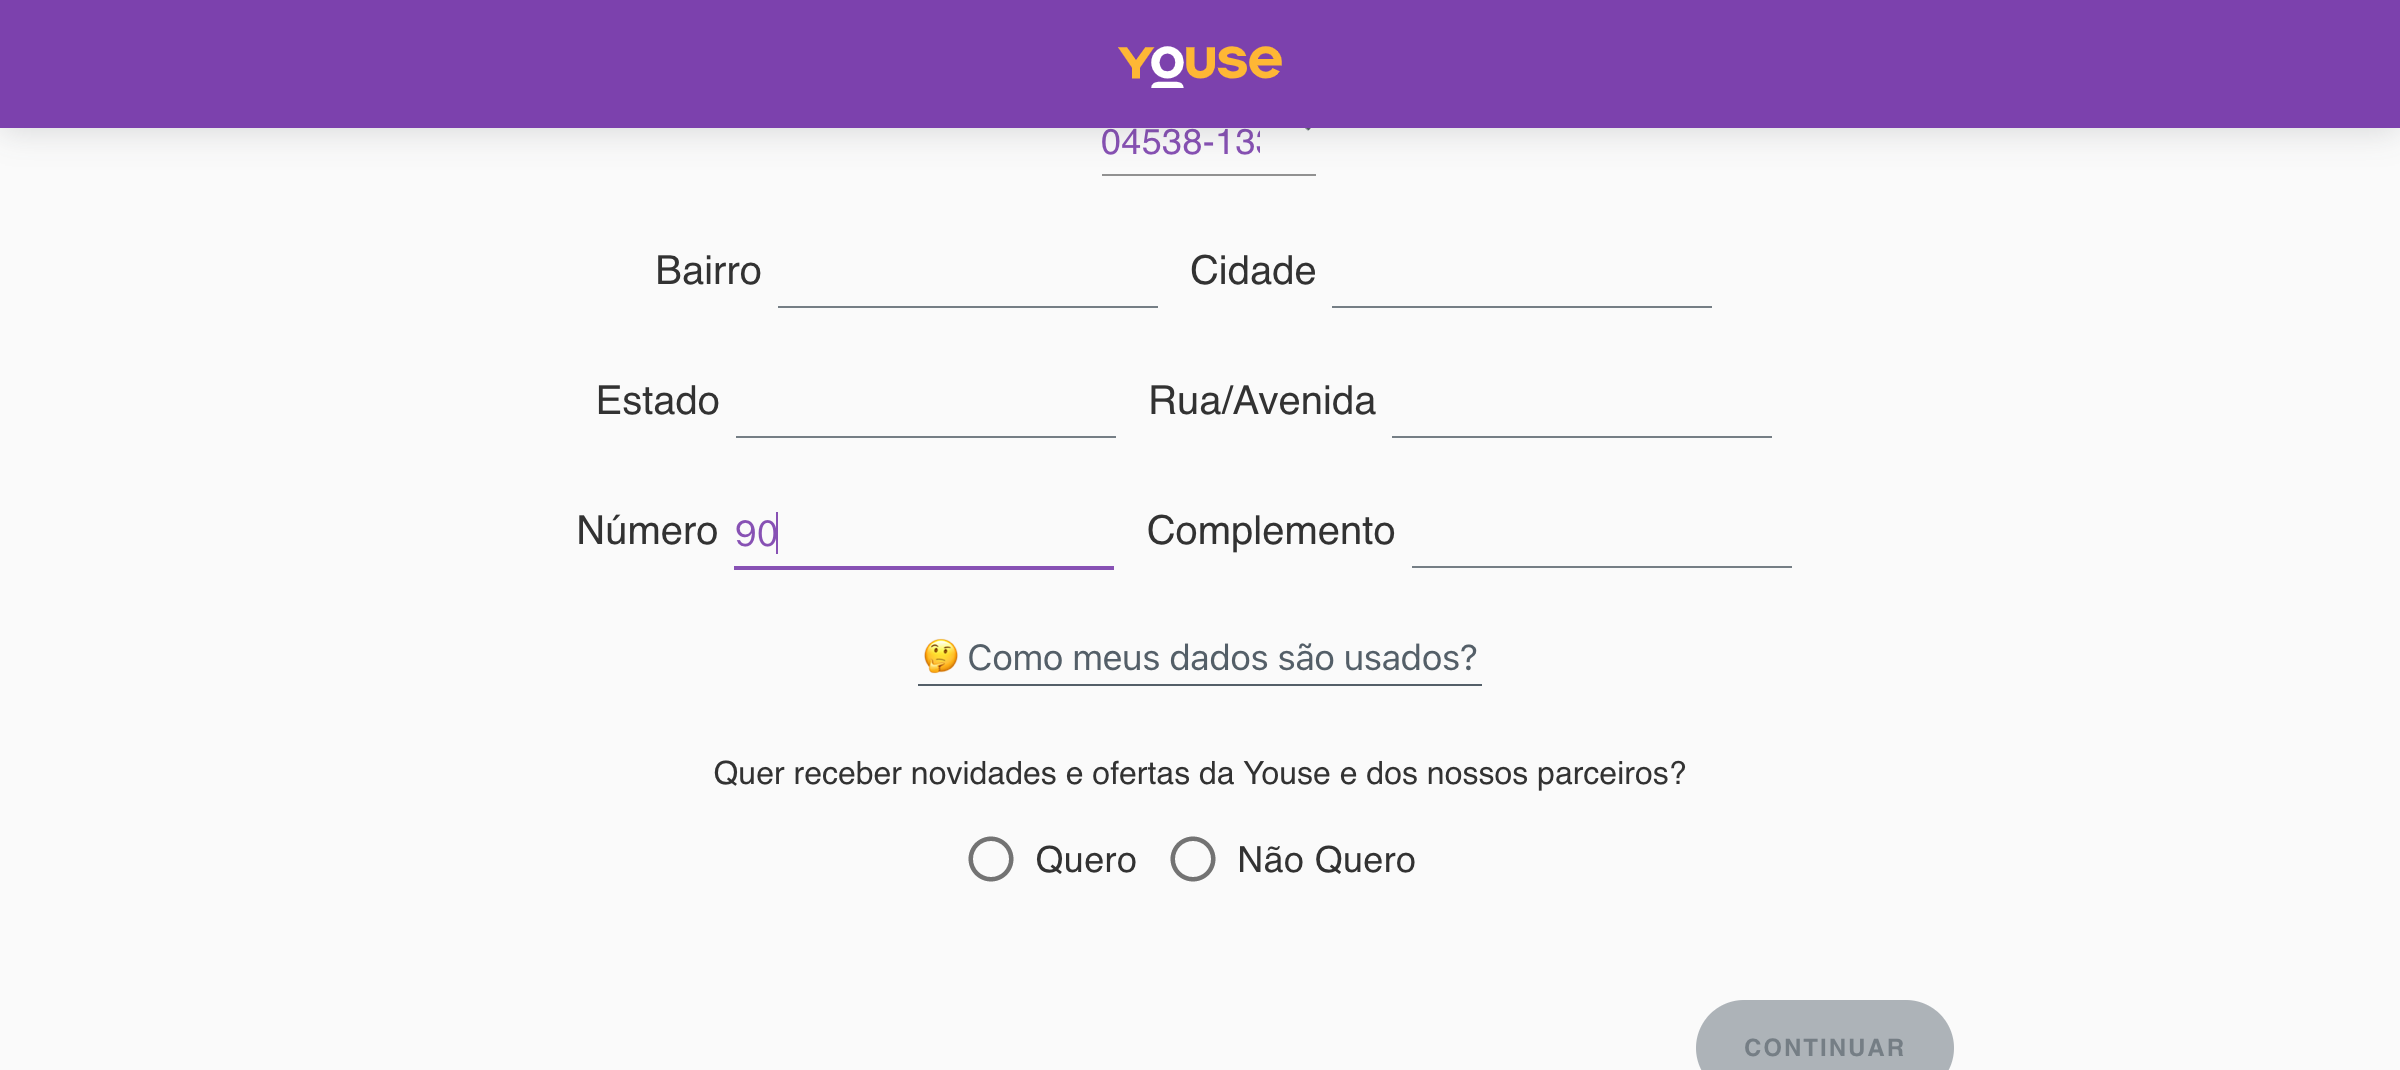 Youse
04538-13
Bairro Cidade
Estado Rua/Avenida
Número 90 Complemento
🤔 Como meus dados são usados?
Quer receber novidades e ofertas da Youse e dos nossos parceiros?
Quero Não Quero
CONTINUAR